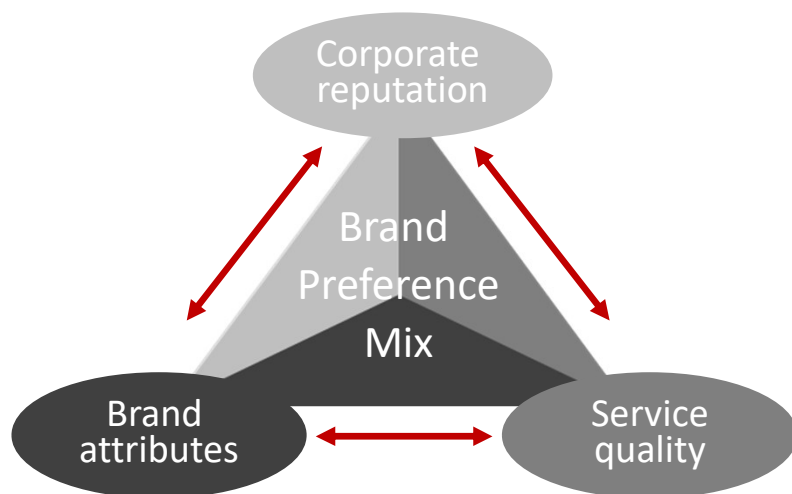 Corporate
reputation
Brand
Preference
Mix
Brand
attributes
Service
quality